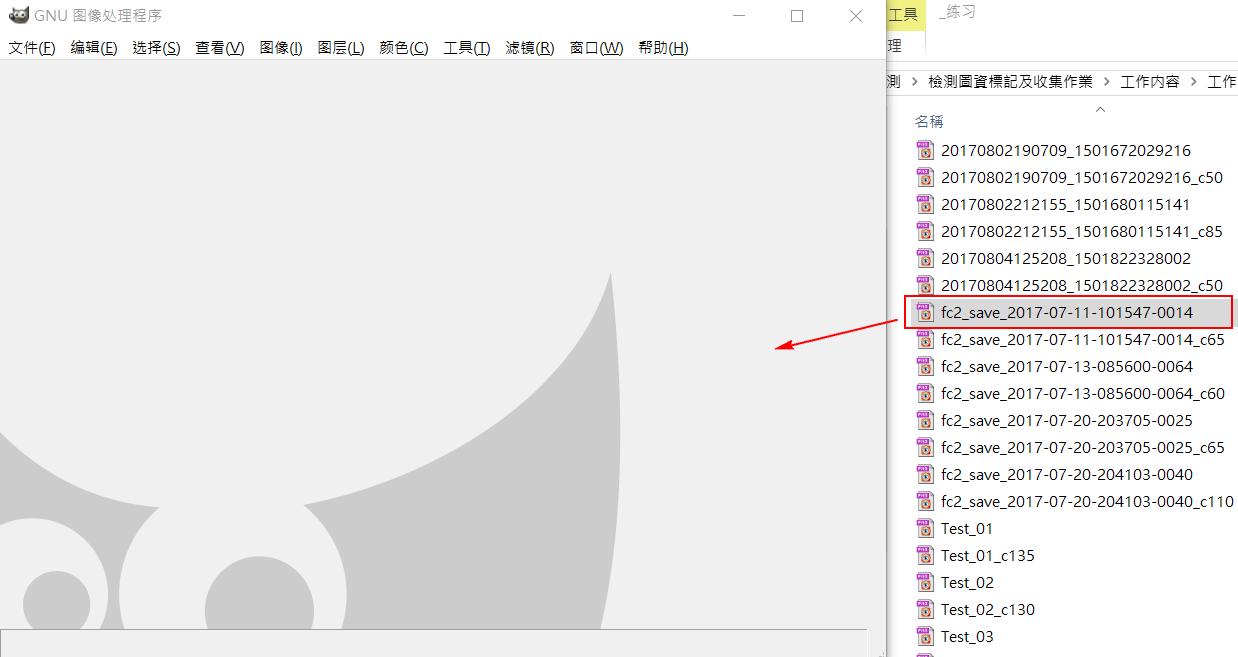 GNU 图像处理程序
文件(F) 编辑(E) 选择(S) 查看(V) 图像(I) 图层(L) 颜色(C) 工具(T) 滤镜(R) 窗口(W) 帮助(H)
工具 _练习
理
測 > 檢測圖資標記及收集作業 > 工作內容 > 工作
名稱
20170802190709_1501672029216
20170802190709_1501672029216_c50
20170802212155_1501680115141
20170802212155_1501680115141_c85
20170804125208_1501822328002
20170804125208_1501822328002_c50
fc2_save_2017-07-11-101547-0014
fc2_save_2017-07-11-101547-0014_c65
fc2_save_2017-07-13-085600-0064
fc2_save_2017-07-13-085600-0064_c60
fc2_save_2017-07-20-203705-0025
fc2_save_2017-07-20-203705-0025_c65
fc2_save_2017-07-20-204103-0040
fc2_save_2017-07-20-204103-0040_c110
Test_01
Test_01_c135
Test_02
Test_02_c130
Test_03